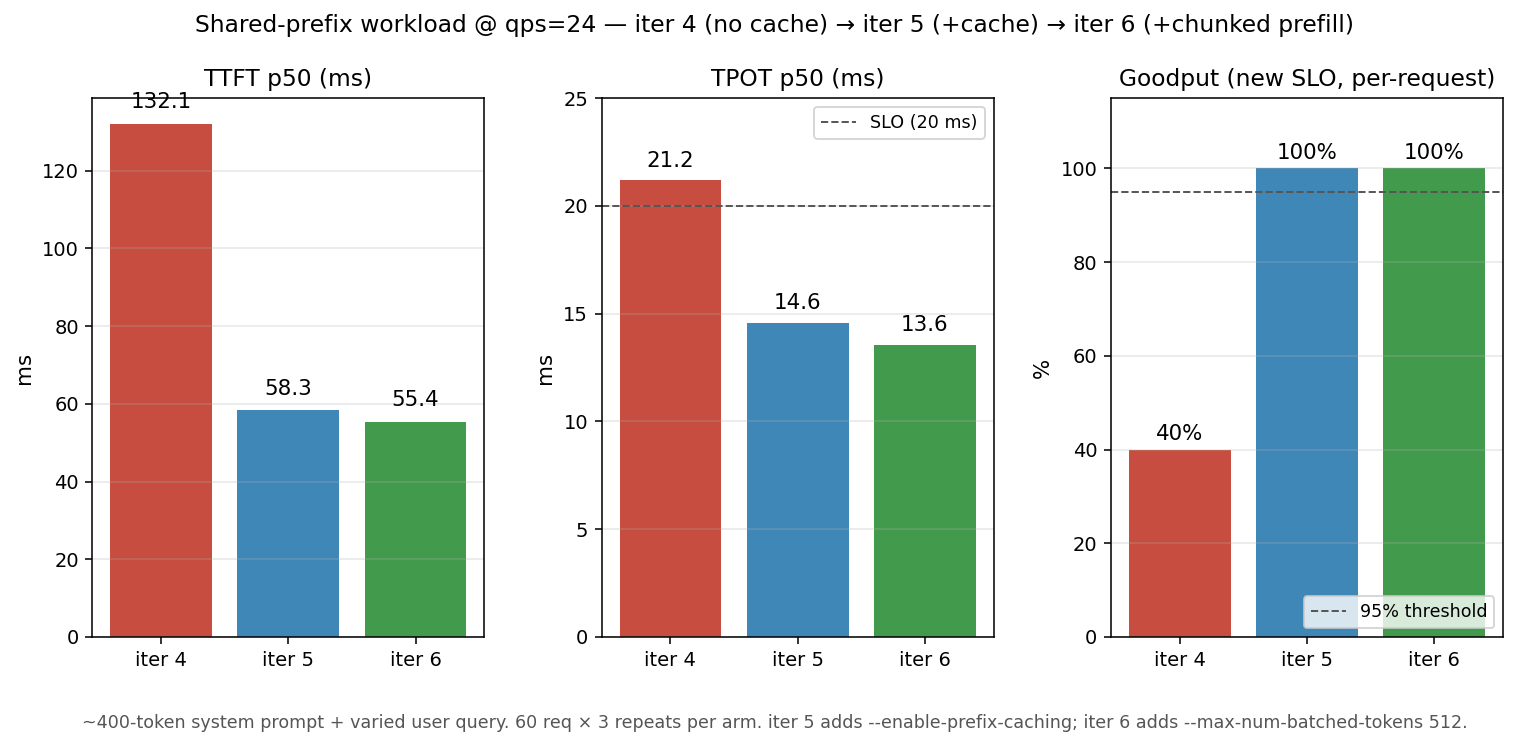 Shared-prefix workload @ qps=24 — iter 4 (no cache) → iter 5 (+cache) → iter 6 (+chunked prefill)
TTFT p50 (ms)
132.1
58.3
55.4
120
100
80
60
40
20
0
ms
iter 4
iter 5
iter 6
TPOT p50 (ms)
SLO (20 ms)
21.2
14.6
13.6
25
20
15
10
5
0
ms
iter 4
iter 5
iter 6
Goodput (new SLO, per-request)
100%
100%
40%
100
80
60
40
20
0
%
95% threshold
iter 4
iter 5
iter 6
~400-token system prompt + varied user query. 60 req × 3 repeats per arm. iter 5 adds --enable-prefix-caching; iter 6 adds --max-num-batched-tokens 512.